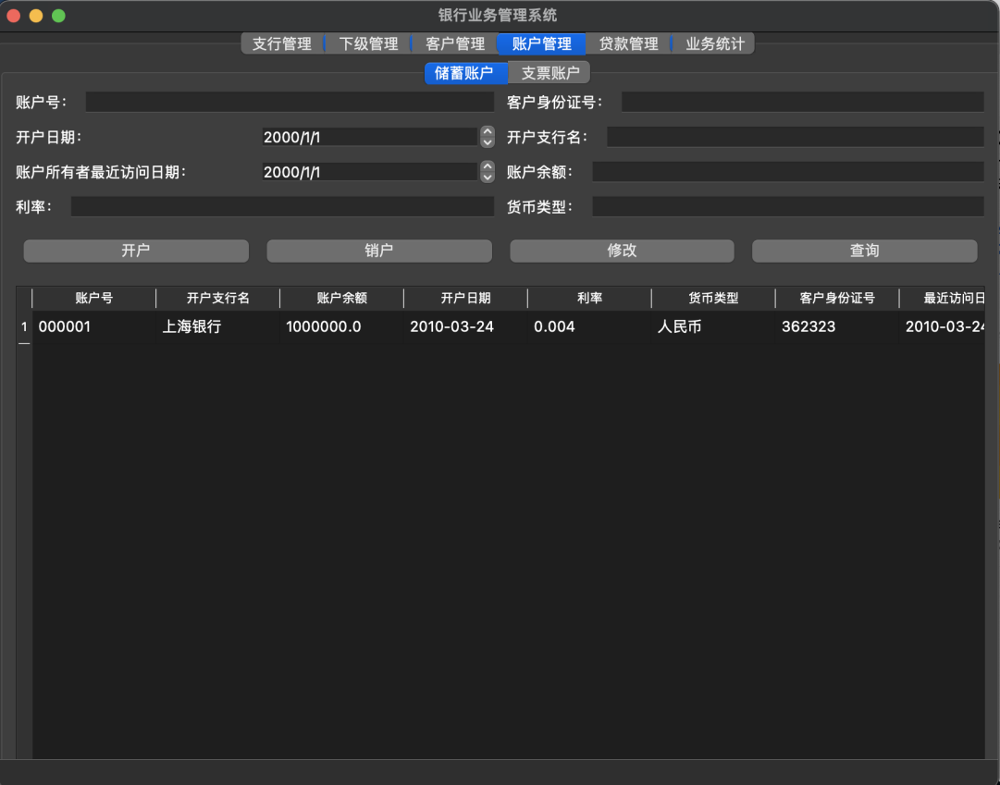 银行业务管理系统
支行管理 下级管理 客户管理 账户管理 贷款管理 业务统计
储蓄账户 支票账户
账户号: 客户身份证号:
开户日期: 2000/1/1 开户支行名:
账户所有者最近访问日期: 2000/1/1 账户余额:
利率: 货币类型:
开户 销户 修改 查询
账户号 开户支行名 账户余额 开户日期 利率 货币类型 客户身份证号 最近访问日
1 000001 上海银行 1000000.0 2010-03-24 0.004 人民币 362323 2010-03-24